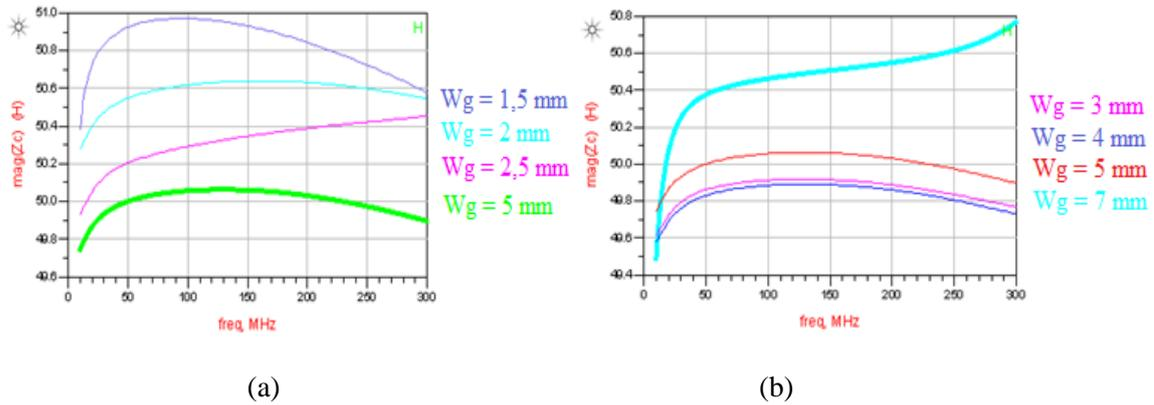 51.0
50.8
50.6
50.4
50.2
50.0
49.8
49.6
mag(Zc) (H)
H
0 50 100 150 200 250 300
freq, MHz
Wg = 1,5 mm
Wg = 2 mm
Wg = 2,5 mm
Wg = 5 mm
(a)
50.8
50.6
50.4
50.2
50.0
49.8
49.6
49.4
mag(Zc) (H)
H
0 50 100 150 200 250 300
freq, MHz
Wg = 3 mm
Wg = 4 mm
Wg = 5 mm
Wg = 7 mm
(b)